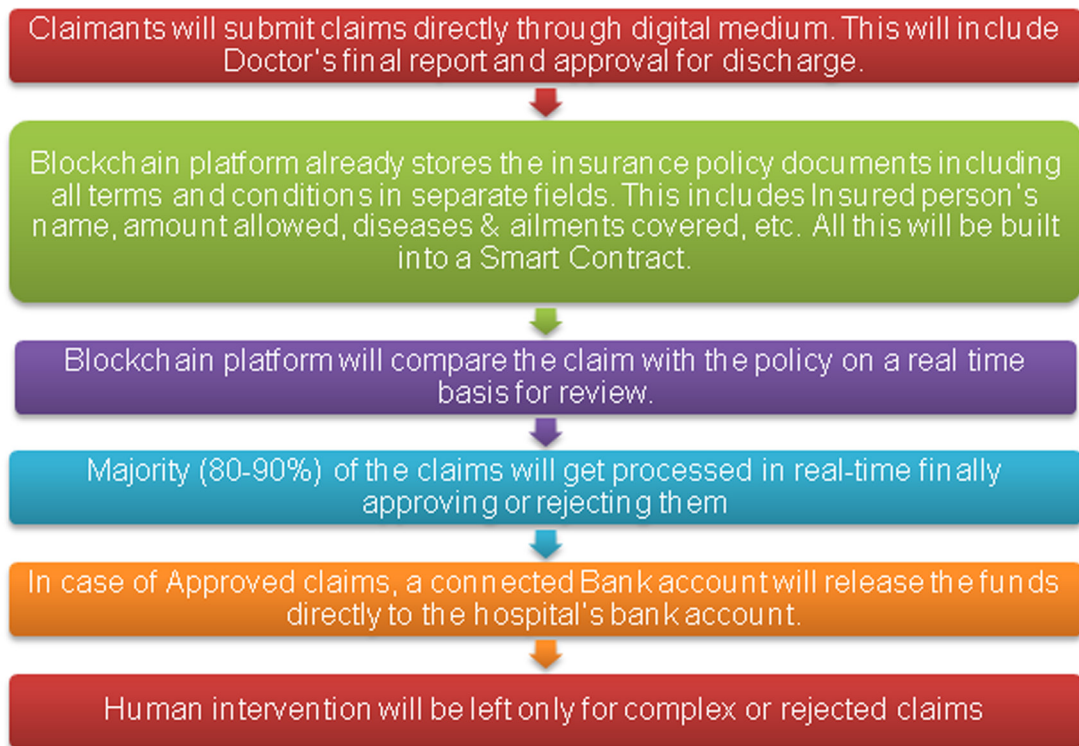 Claimants will submit claims directly through digital medium. This will include
Doctor's final report and approval for discharge.
Blockchain platform already stores the insurance policy documents including
all terms and conditions in separate fields. This includes Insured person's
name, amount allowed, diseases & ailments covered, etc. All this will be built
into a Smart Contract.
Blockchain platform will compare the claim with the policy on a real time
basis for review.
Majority (80-90%) of the claims will get processed in real-time finally
approving or rejecting them
In case of Approved claims, a connected Bank account will release the funds
directly to the hospital's bank account.
Human intervention will be left only for complex or rejected claims